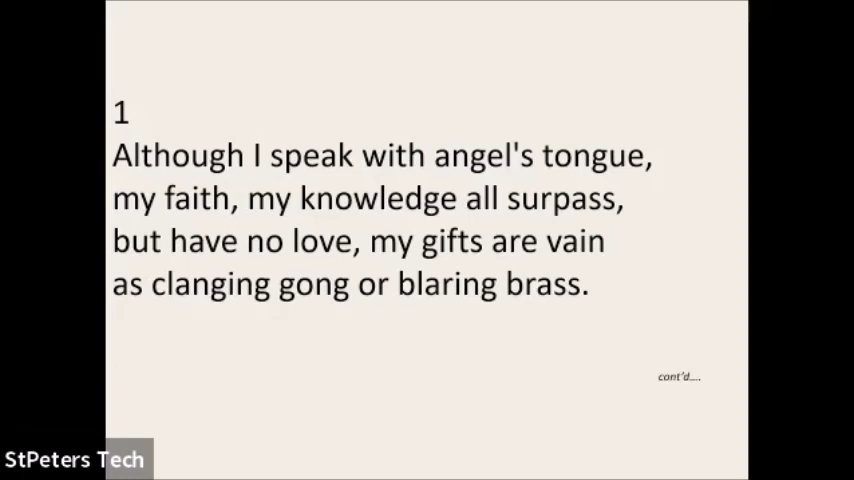 1
Although I speak with angel's tongue,
my faith, my knowledge all surpass,
but have no love, my gifts are vain
as clanging gong or blaring brass.
cont'd....
StPeters Tech